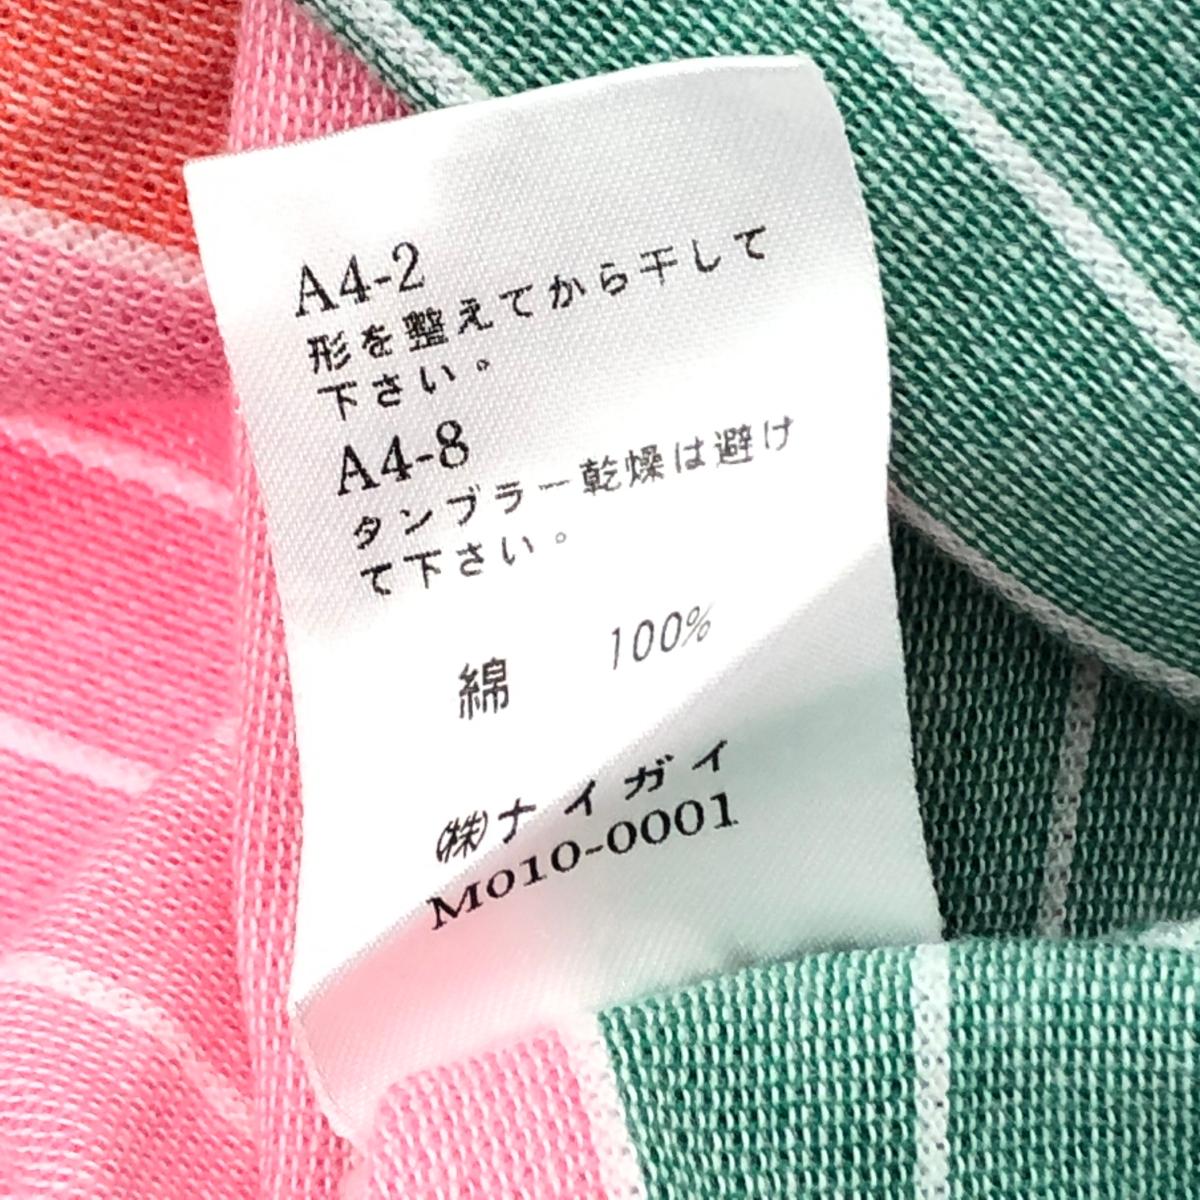 A4-2
形を整えてから干して
下さい。
A4-8
タンブラー乾燥は避け
て下さい。
綿 100%
㈱ナイガイ
M010-0001